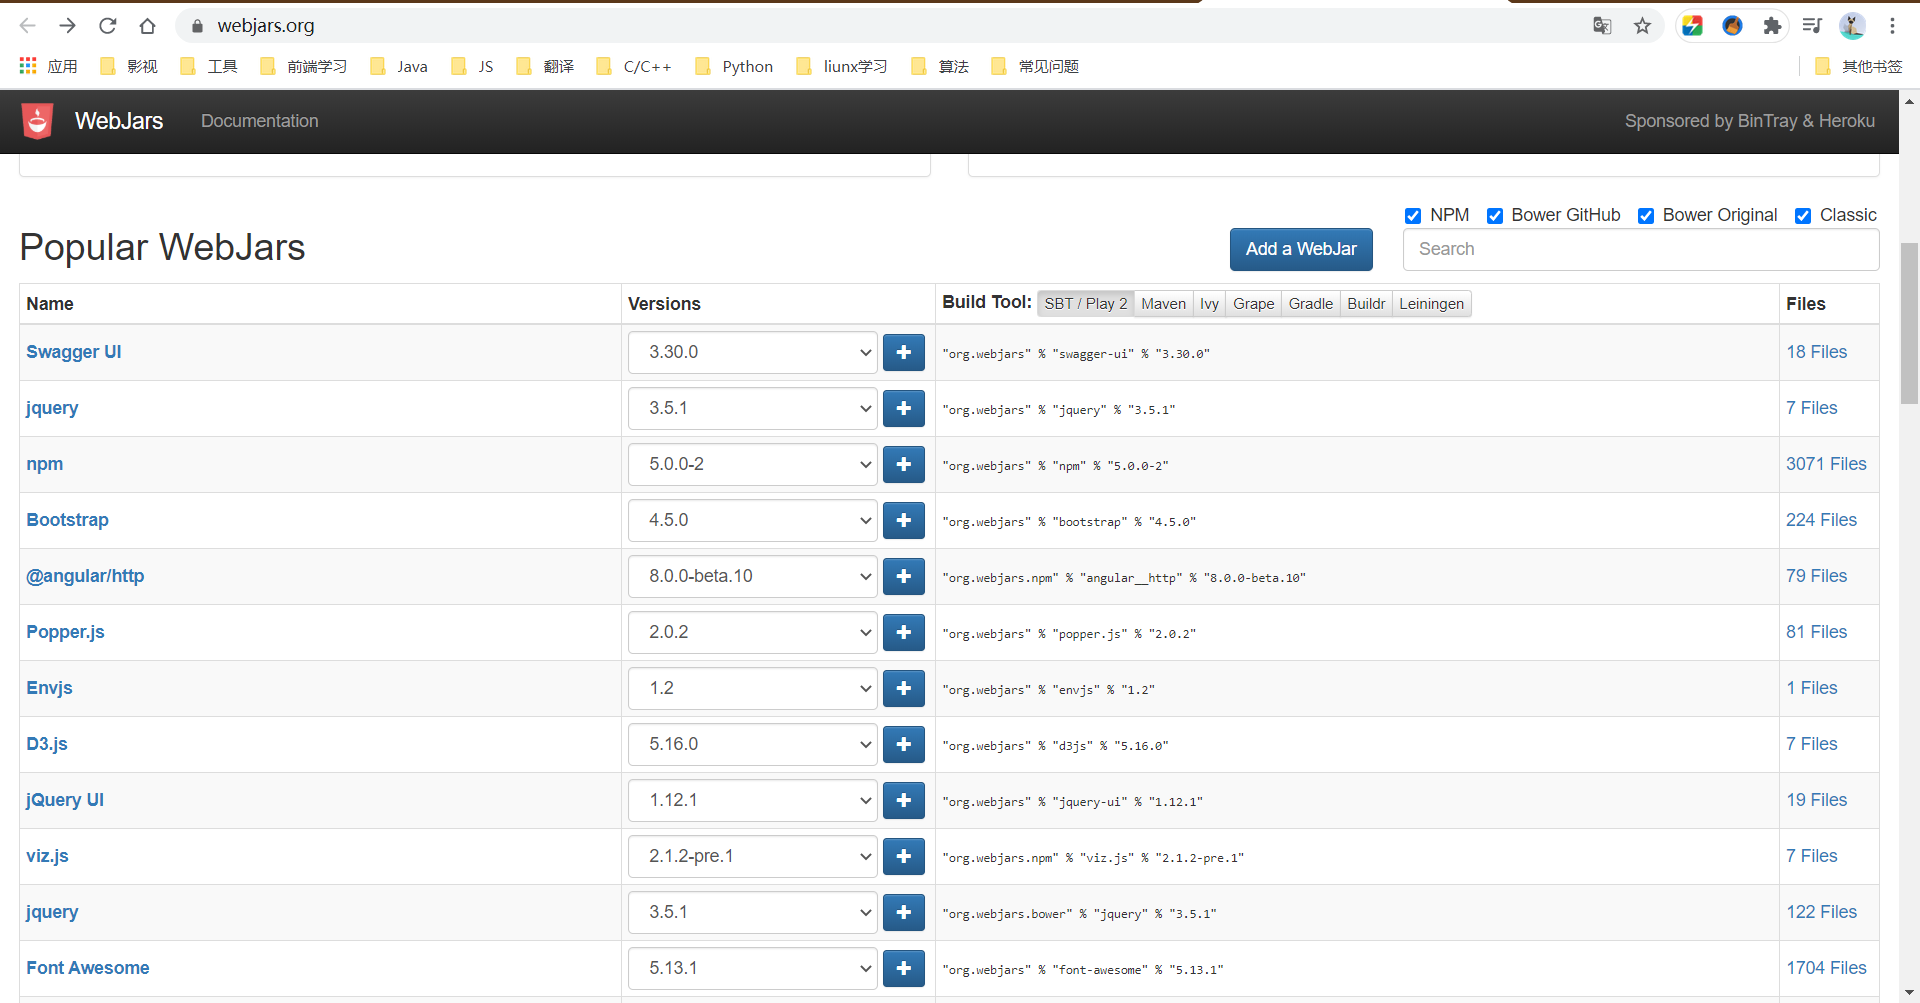 webjars.org
应用 影视 工具 前端学习 Java JS 翻译 C/C++ Python liunx学习 算法 常见问题 其他书签
WebJars Documentation Sponsored by BinTray & Heroku
NPM Bower GitHub Bower Original Classic
Popular WebJars Add a WebJar Search
Name Versions Build Tool: SBT / Play 2 Maven Ivy Grape Gradle Buildr Leiningen Files
Swagger UI 3.30.0 "org.webjars" % "swagger-ui" % "3.30.0" 18 Files
jquery 3.5.1 "org.webjars" % "jquery" % "3.5.1" 7 Files
npm 5.0.0-2 "org.webjars" % "npm" % "5.0.0-2" 3071 Files
Bootstrap 4.5.0 "org.webjars" % "bootstrap" % "4.5.0" 224 Files
@angular/http 8.0.0-beta.10 "org.webjars.npm" % "angular__http" % "8.0.0-beta.10" 79 Files
Popper.js 2.0.2 "org.webjars" % "popper.js" % "2.0.2" 81 Files
Envjs 1.2 "org.webjars" % "envjs" % "1.2" 1 Files
D3.js 5.16.0 "org.webjars" % "d3js" % "5.16.0" 7 Files
jQuery UI 1.12.1 "org.webjars" % "jquery-ui" % "1.12.1" 19 Files
viz.js 2.1.2-pre.1 "org.webjars.npm" % "viz.js" % "2.1.2-pre.1" 7 Files
jquery 3.5.1 "org.webjars.bower" % "jquery" % "3.5.1" 122 Files
Font Awesome 5.13.1 "org.webjars" % "font-awesome" % "5.13.1" 1704 Files